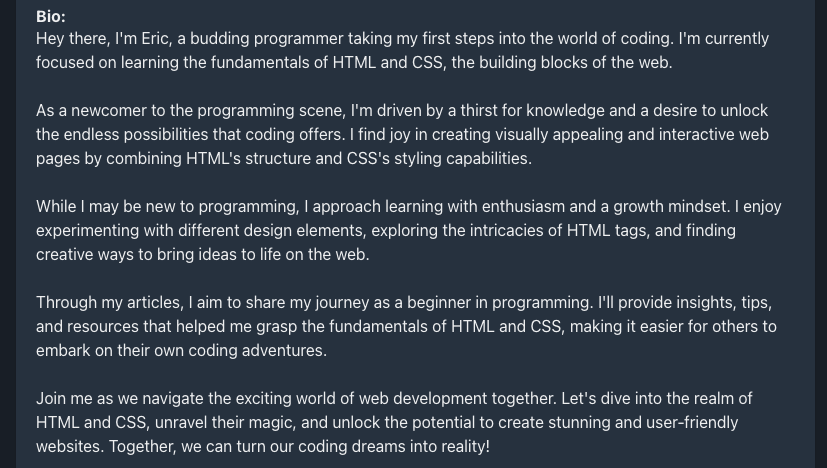 Bio:
Hey there, I'm Eric, a budding programmer taking my first steps into the world of coding. I'm currently
focused on learning the fundamentals of HTML and CSS, the building blocks of the web.
As a newcomer to the programming scene, I'm driven by a thirst for knowledge and a desire to unlock
the endless possibilities that coding offers. I find joy in creating visually appealing and interactive web
pages by combining HTML's structure and CSS's styling capabilities.
While I may be new to programming, I approach learning with enthusiasm and a growth mindset. I enjoy
experimenting with different design elements, exploring the intricacies of HTML tags, and finding
creative ways to bring ideas to life on the web.
Through my articles, I aim to share my journey as a beginner in programming. I'll provide insights, tips,
and resources that helped me grasp the fundamentals of HTML and CSS, making it easier for others to
embark on their own coding adventures.
Join me as we navigate the exciting world of web development together. Let's dive into the realm of
HTML and CSS, unravel their magic, and unlock the potential to create stunning and user-friendly
websites. Together, we can turn our coding dreams into reality!